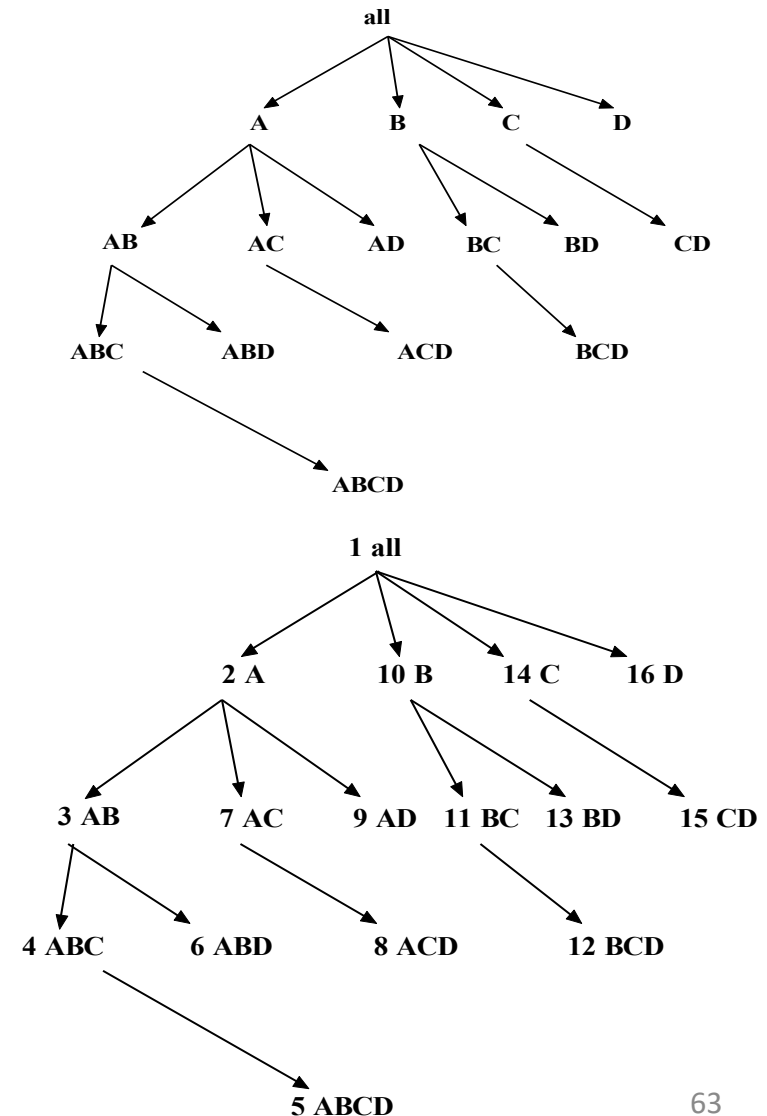 all
A B C D
AB AC AD BC BD CD
ABC ABD ACD BCD
ABCD
1 all
2 A 10 B 14 C 16 D
3 AB 7 AC 9 AD 11 BC 13 BD 15 CD
4 ABC 6 ABD 8 ACD 12 BCD
5 ABCD
63